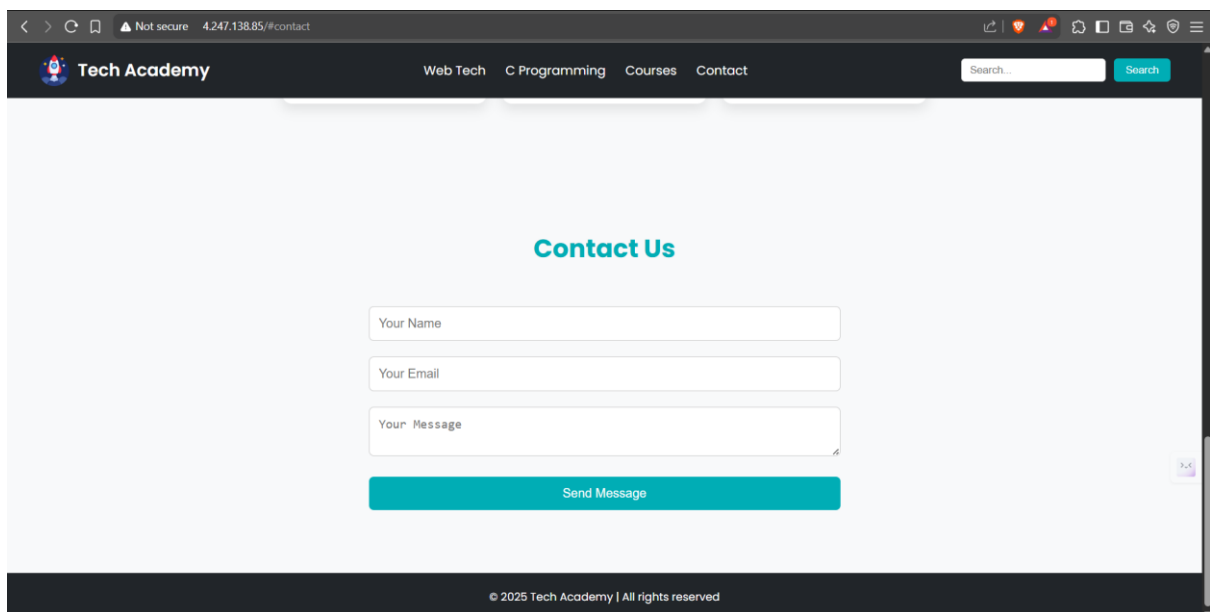 Not secure 4.247.138.85/#contact
Tech Academy Web Tech C Programming Courses Contact Search... Search
Contact Us
Your Name
Your Email
Your Message
Send Message
© 2025 Tech Academy | All rights reserved